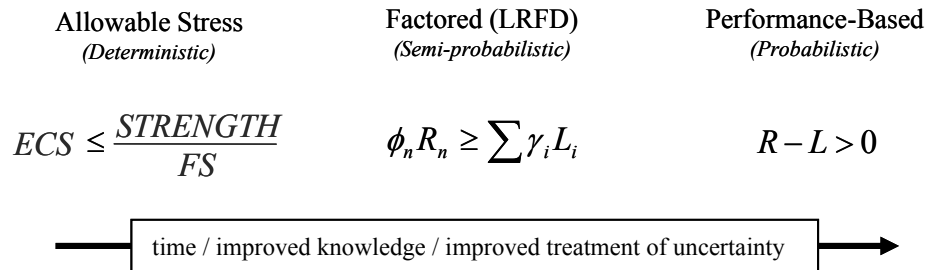 Allowable Stress Factored (LRFD) Performance-Based
(Deterministic) (Semi-probabilistic) (Probabilistic)
ECS ≤ STRENGTH / FS ϕₙRₙ ≥ ∑ γᵢLᵢ R − L > 0
time / improved knowledge / improved treatment of uncertainty